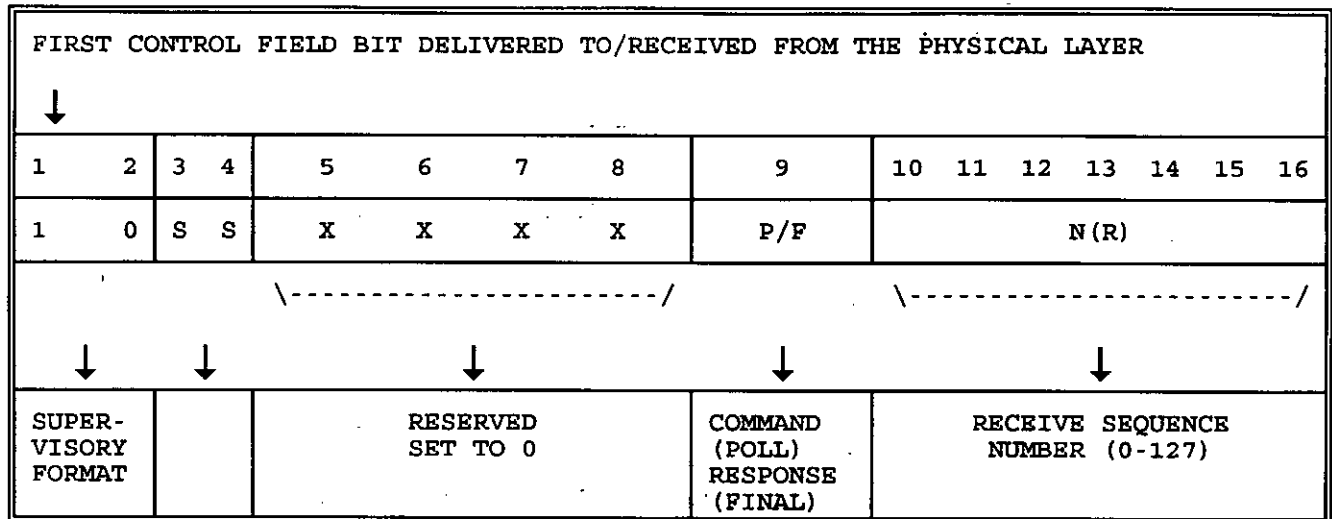 FIRST CONTROL FIELD BIT DELIVERED TO/RECEIVED FROM THE PHYSICAL LAYER
1 2 3 4 5 6 7 8 9 10 11 12 13 14 15 16
1 0 S S X X X X P/F N(R)
SUPER-
VISORY
FORMAT
RESERVED
SET TO 0
COMMAND
(POLL)
RESPONSE
(FINAL)
RECEIVE SEQUENCE
NUMBER (0-127)